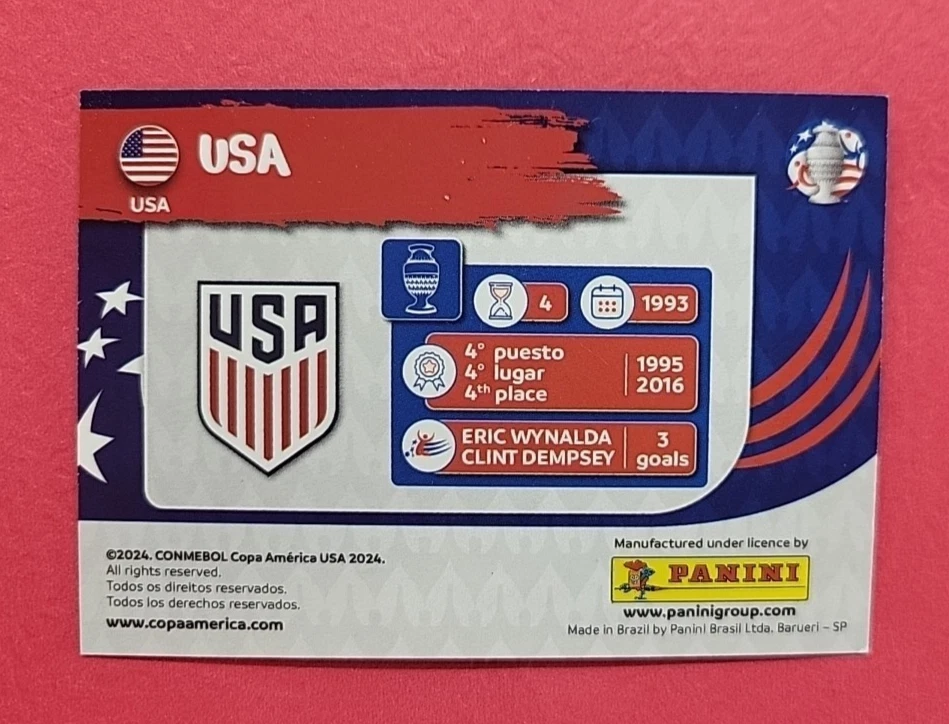 USA
USA
USA
4
1993
4° puesto
4° lugar
4th place
1995
2016
ERIC WYNALDA
CLINT DEMPSEY
3
goals
©2024. CONMEBOL Copa América USA 2024.
All rights reserved.
Todos os direitos reservados.
Todos los derechos reservados.
www.copaamerica.com
Manufactured under licence by
PANINI
www.paninigroup.com
Made in Brazil by Panini Brasil Ltda. Barueri – SP